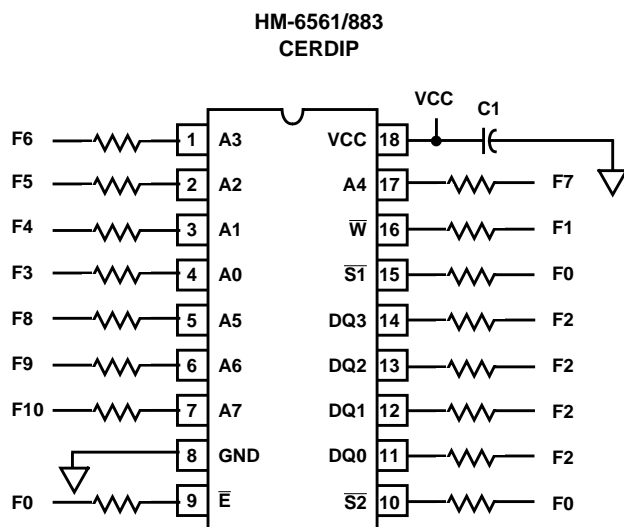 HM-6561/883
CERDIP
VCC C1
F6 1 A3 VCC 18
F5 2 A2 A4 17 F7
F4 3 A1 W̅ 16 F1
F3 4 A0 S̅1̅ 15 F0
F8 5 A5 DQ3 14 F2
F9 6 A6 DQ2 13 F2
F10 7 A7 DQ1 12 F2
8 GND DQ0 11 F2
F0 9 E̅ S̅2̅ 10 F0